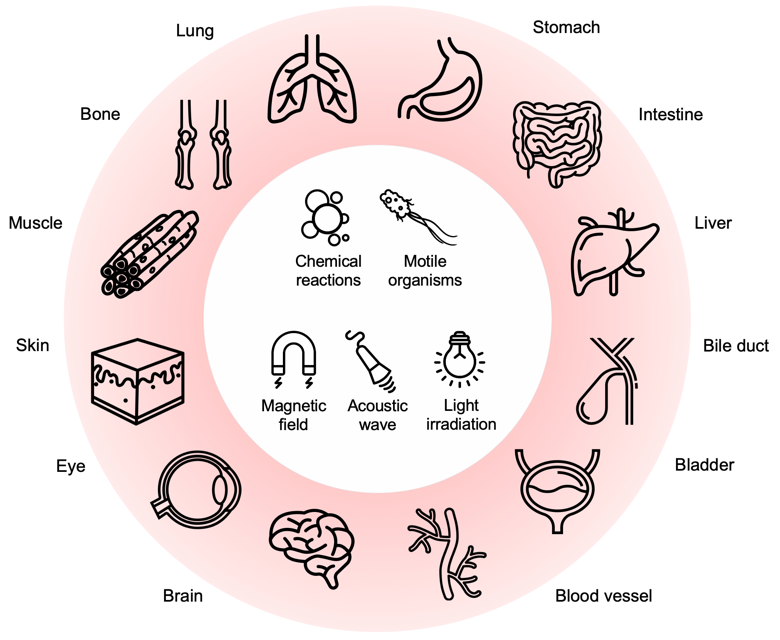 Lung
Stomach
Bone
Intestine
Muscle
Liver
Skin
Bile duct
Eye
Bladder
Brain
Blood vessel
Chemical
reactions
Motile
organisms
Magnetic
field
Acoustic
wave
Light
irradiation